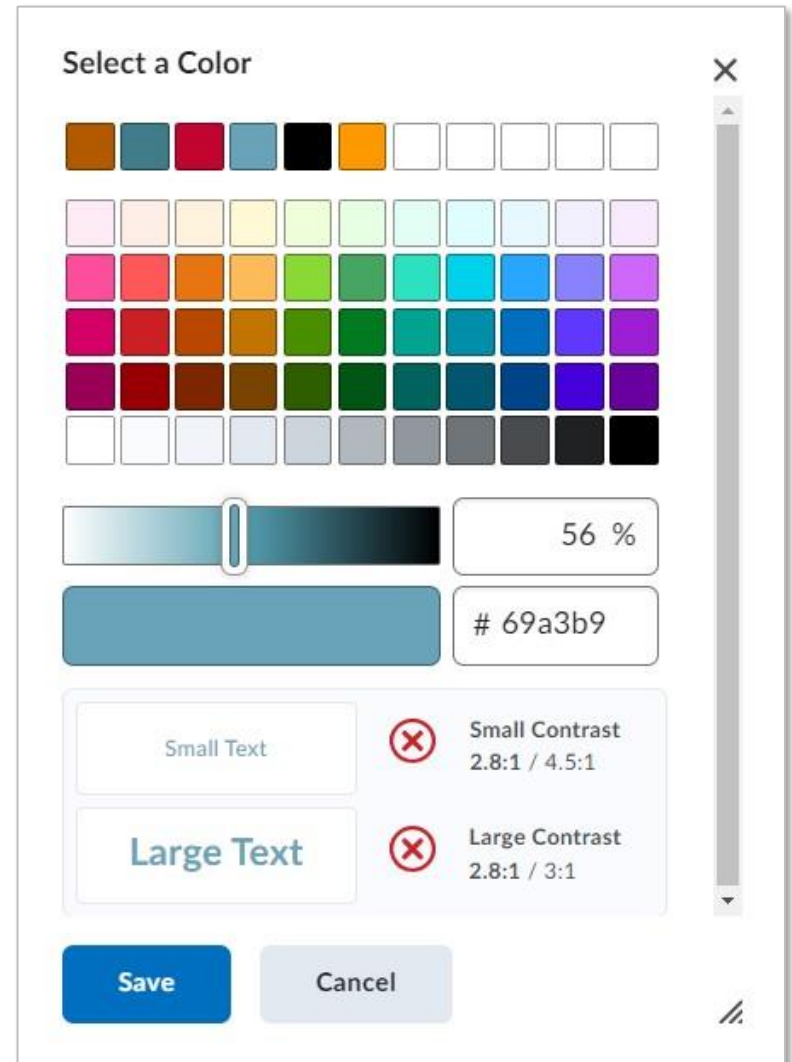 Select a Color
56 %
# 69a3b9
Small Text
Small Contrast
2.8:1 / 4.5:1
Large Text
Large Contrast
2.8:1 / 3:1
Save
Cancel